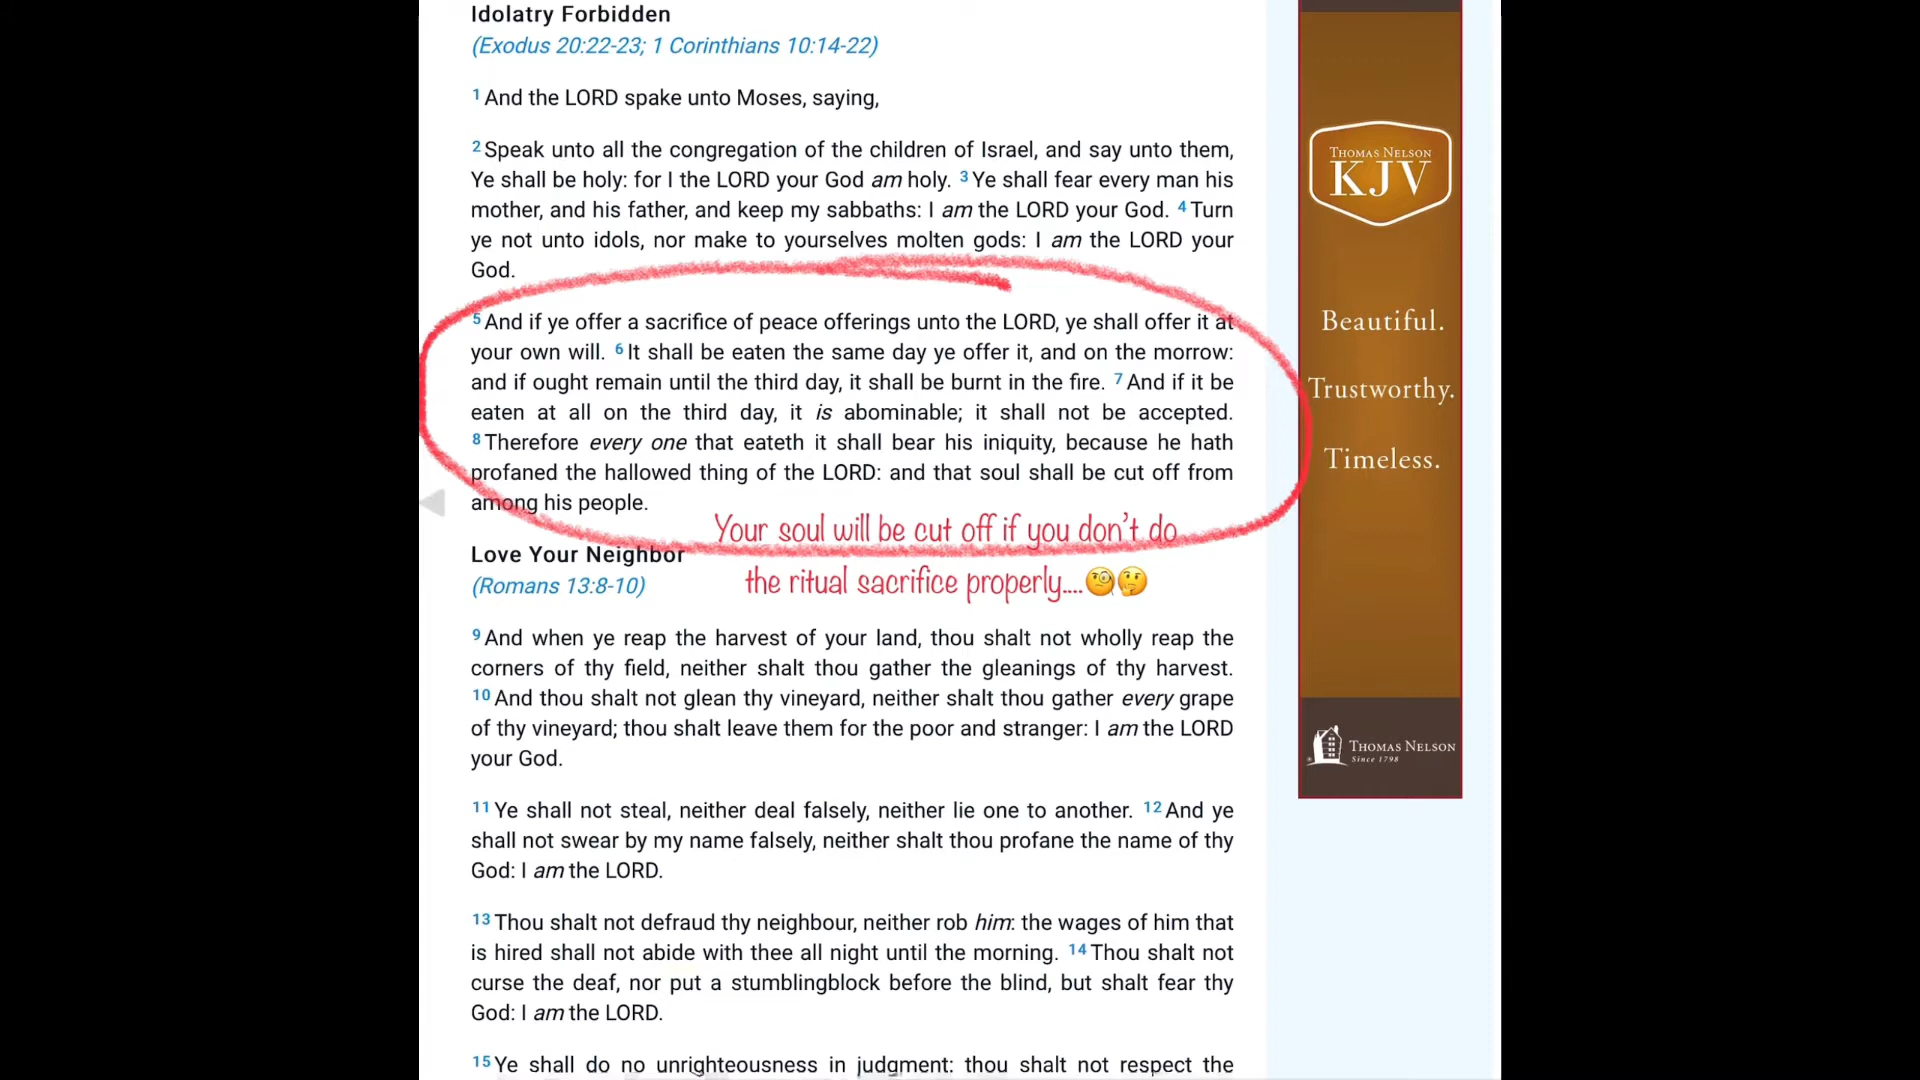 Idolatry Forbidden
(Exodus 20:22-23; 1 Corinthians 10:14-22)
1 And the LORD spake unto Moses, saying,
2 Speak unto all the congregation of the children of Israel, and say unto them,
Ye shall be holy: for I the LORD your God am holy. 3 Ye shall fear every man his
mother, and his father, and keep my sabbaths: I am the LORD your God. 4 Turn
ye not unto idols, nor make to yourselves molten gods: I am the LORD your
God.
5 And if ye offer a sacrifice of peace offerings unto the LORD, ye shall offer it at
your own will. 6 It shall be eaten the same day ye offer it, and on the morrow:
and if ought remain until the third day, it shall be burnt in the fire. 7 And if it be
eaten at all on the third day, it is abominable; it shall not be accepted.
8 Therefore every one that eateth it shall bear his iniquity, because he hath
profaned the hallowed thing of the LORD: and that soul shall be cut off from
among his people.
Your soul will be cut off if you don't do
the ritual sacrifice properly....🧐🤔
Love Your Neighbor
(Romans 13:8-10)
9 And when ye reap the harvest of your land, thou shalt not wholly reap the
corners of thy field, neither shalt thou gather the gleanings of thy harvest.
10 And thou shalt not glean thy vineyard, neither shalt thou gather every grape
of thy vineyard; thou shalt leave them for the poor and stranger: I am the LORD
your God.
11 Ye shall not steal, neither deal falsely, neither lie one to another. 12 And ye
shall not swear by my name falsely, neither shalt thou profane the name of thy
God: I am the LORD.
13 Thou shalt not defraud thy neighbour, neither rob him: the wages of him that
is hired shall not abide with thee all night until the morning. 14 Thou shalt not
curse the deaf, nor put a stumblingblock before the blind, but shalt fear thy
God: I am the LORD.
15 Ye shall do no unrighteousness in judgment: thou shalt not respect the
THOMAS NELSON
KJV
Beautiful.
Trustworthy.
Timeless.
THOMAS NELSON
Since 1798